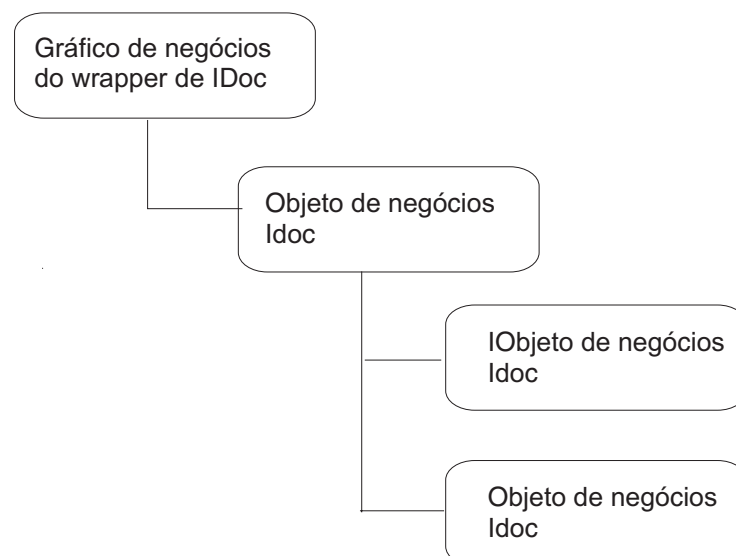 Gráfico de negócios
do wrapper de IDoc
Objeto de negócios
Idoc
IObjeto de negócios
Idoc
Objeto de negócios
Idoc